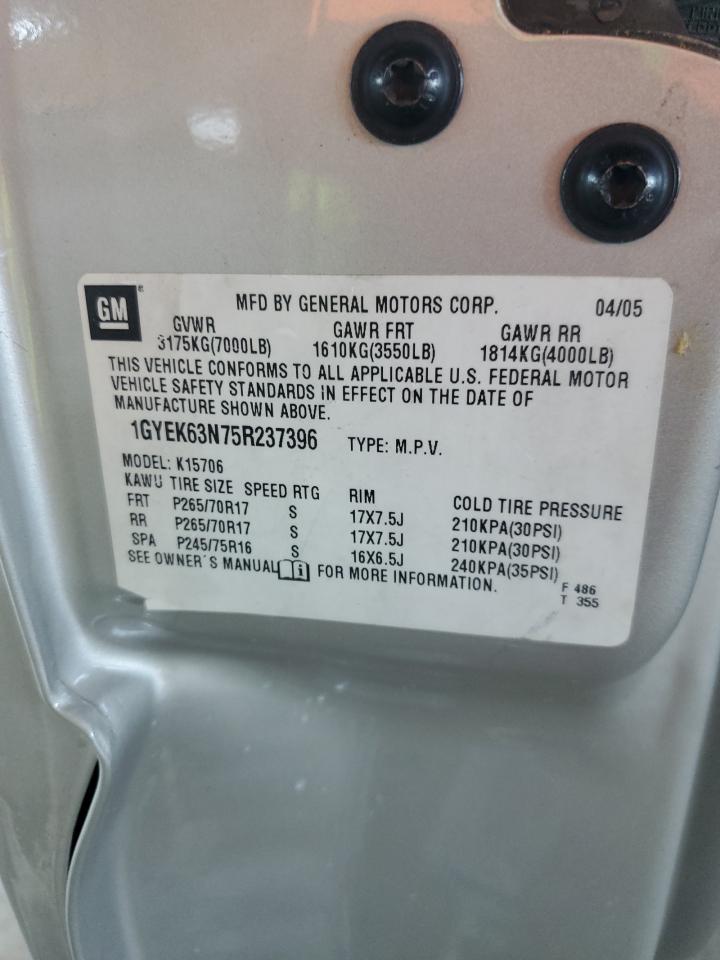 GM ® MFD BY GENERAL MOTORS CORP. 04/05
GVWR GAWR FRT GAWR RR
3175KG(7000LB) 1610KG(3550LB) 1814KG(4000LB)
THIS VEHICLE CONFORMS TO ALL APPLICABLE U.S. FEDERAL MOTOR
VEHICLE SAFETY STANDARDS IN EFFECT ON THE DATE OF
MANUFACTURE SHOWN ABOVE.
1GYEK63N75R237396 TYPE: M.P.V.
MODEL: K15706
KAWU TIRE SIZE SPEED RTG RIM COLD TIRE PRESSURE
FRT P265/70R17 S 17X7.5J 210KPA(30PSI)
RR P265/70R17 S 17X7.5J 210KPA(30PSI)
SPA P245/75R16 S 16X6.5J 240KPA(35PSI)
SEE OWNER'S MANUAL i FOR MORE INFORMATION. F 486
T 355